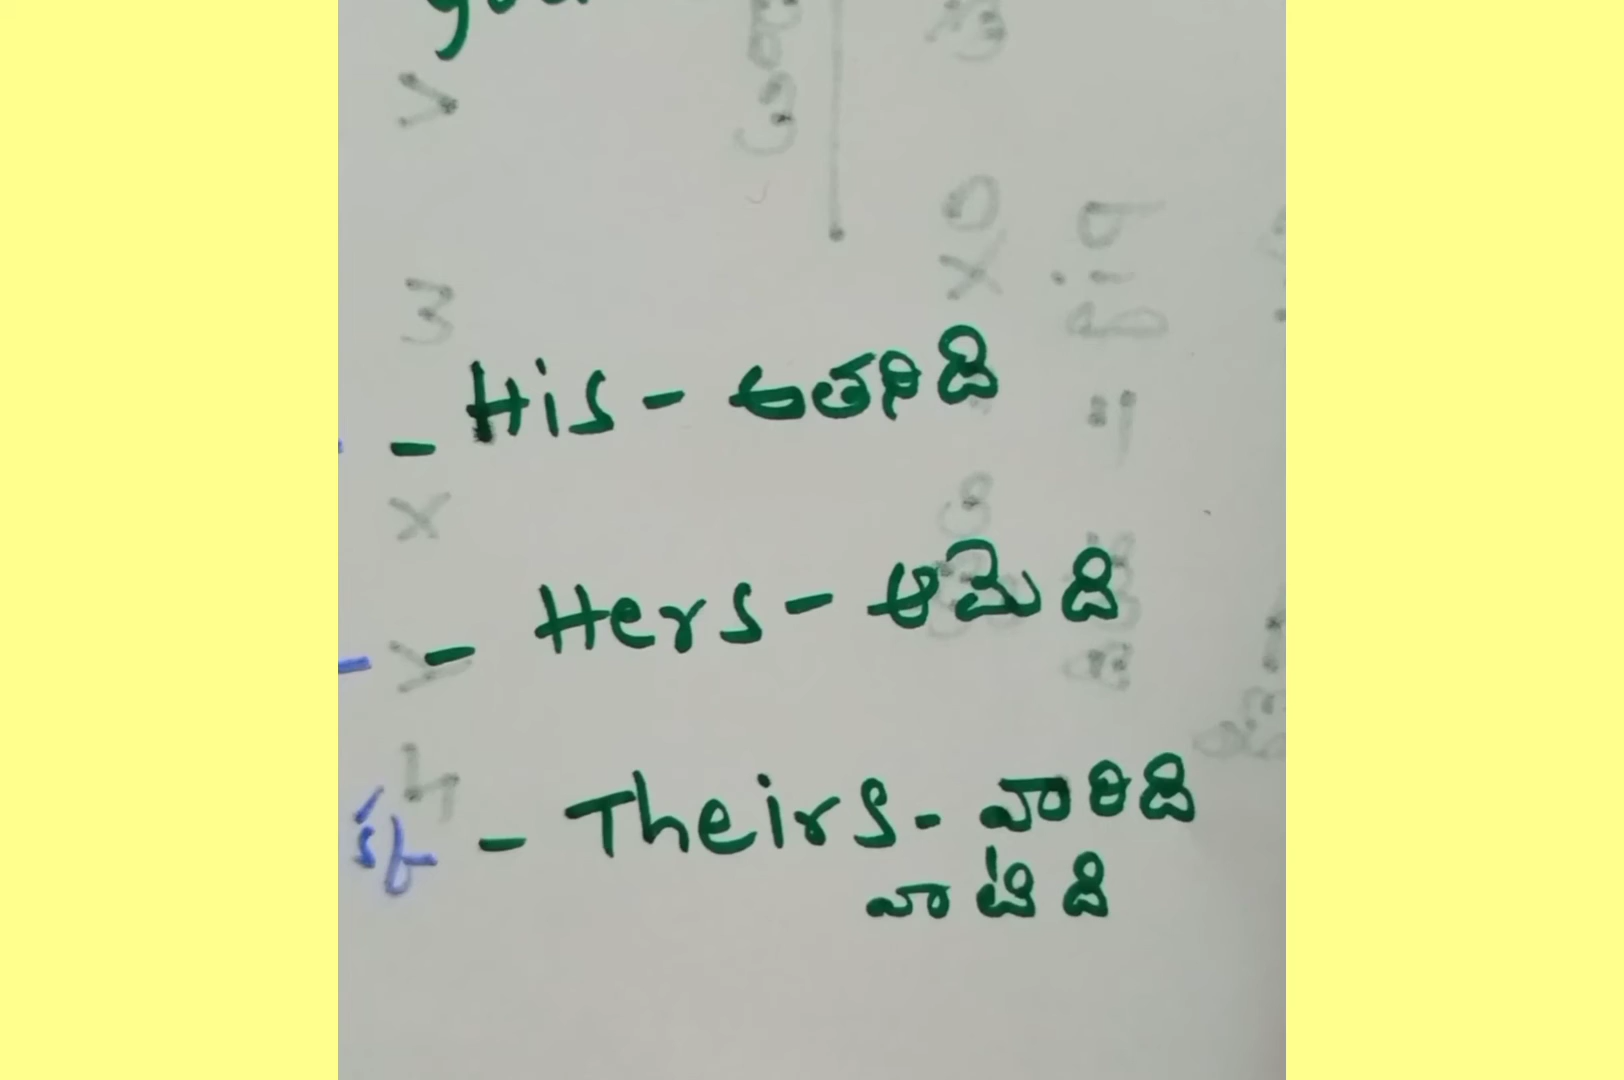 - His - అతనిది
- Hers - ఆమెది
- Theirs - వారిది
వాటిది